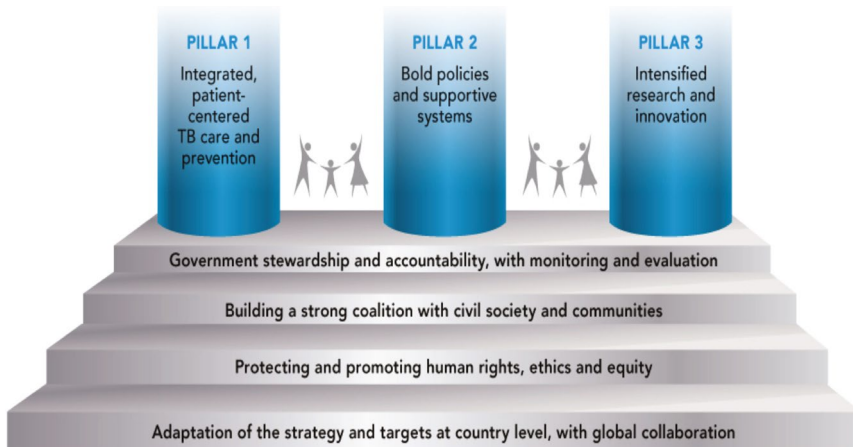 PILLAR 1
Integrated,
patient-
centered
TB care and
prevention
PILLAR 2
Bold policies
and supportive
systems
PILLAR 3
Intensified
research and
innovation
Government stewardship and accountability, with monitoring and evaluation
Building a strong coalition with civil society and communities
Protecting and promoting human rights, ethics and equity
Adaptation of the strategy and targets at country level, with global collaboration